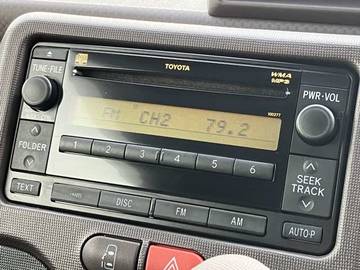 TOYOTA
WMA
MP3
TUNE·FILE
PWR·VOL
100277
FM CH2 79.2
1 2 3 4 5 6
FOLDER
SEEK
TRACK
TEXT
DISC
FM
AM
AUTO·P